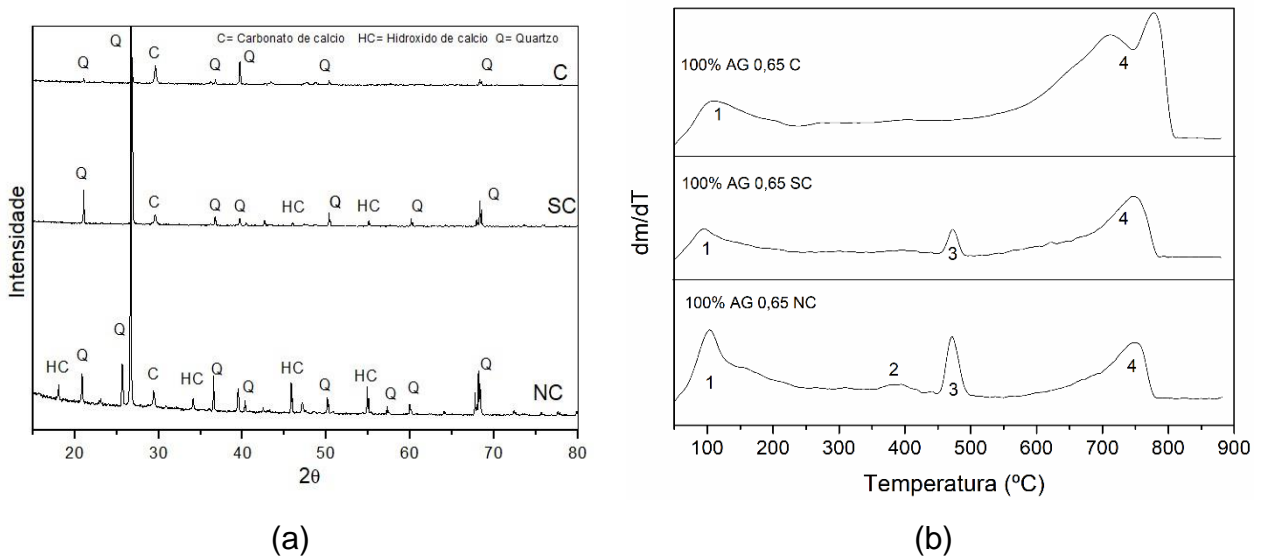 C= Carbonato de calcio HC= Hidroxido de calcio Q= Quartzo
Q
Q
C
Q
Q
Q
Q
C
Q
C
Q
Q
HC
Q
HC
Q
Q
SC
HC
Q
Q
C
HC
Q
Q
HC
Q
HC
Q
Q
Q
NC
Intensidade
20 30 40 50 60 70 80
2θ
(a)
100% AG 0,65 C
1
4
100% AG 0,65 SC
1
3
4
100% AG 0,65 NC
1
2
3
4
dm/dT
100 200 300 400 500 600 700 800 900
Temperatura (ºC)
(b)